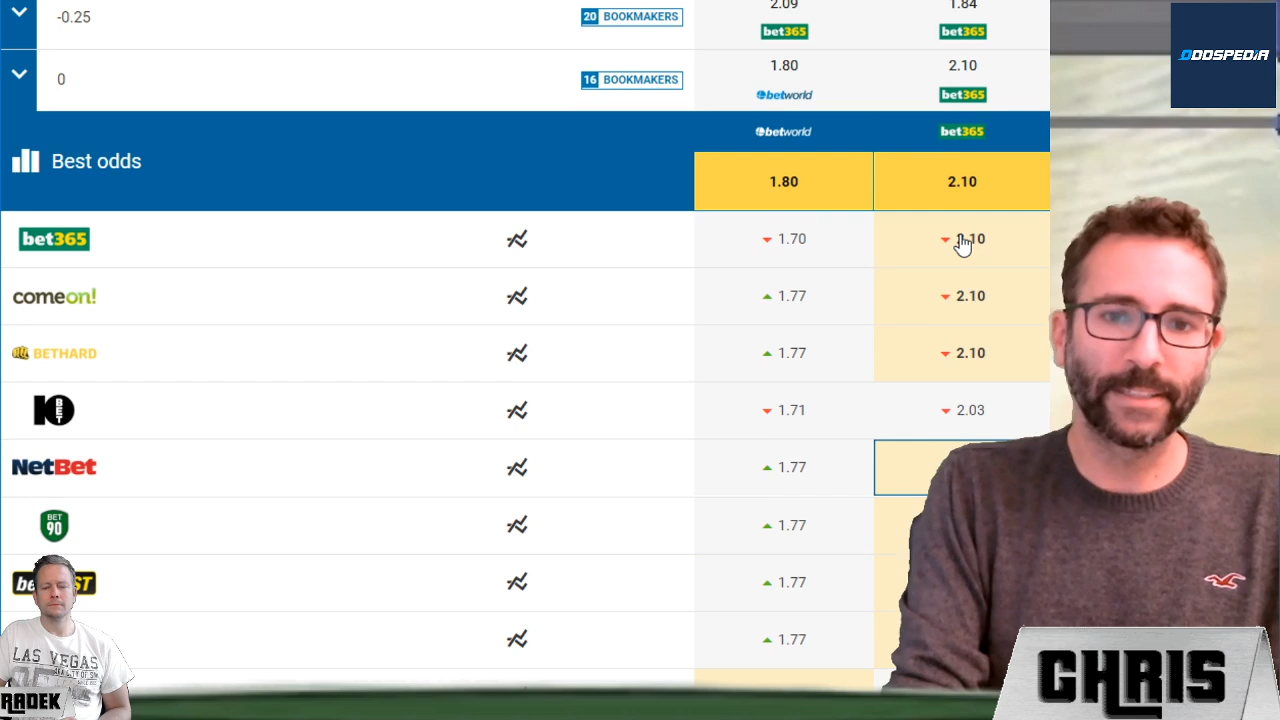 -0.25 20 BOOKMAKERS 2.09 1.84
bet365 bet365
0 16 BOOKMAKERS 1.80 2.10
betworld bet365
ODDSPEDIA
betworld bet365
Best odds
1.80 2.10
bet365 1.70
comeon! 1.77 2.10
BETHARD 1.77 2.10
10 BET 1.71 2.03
NetBet 1.77
BET 90 1.77
1.77
1.77
LAS VEGAS
RADEK
CHRIS